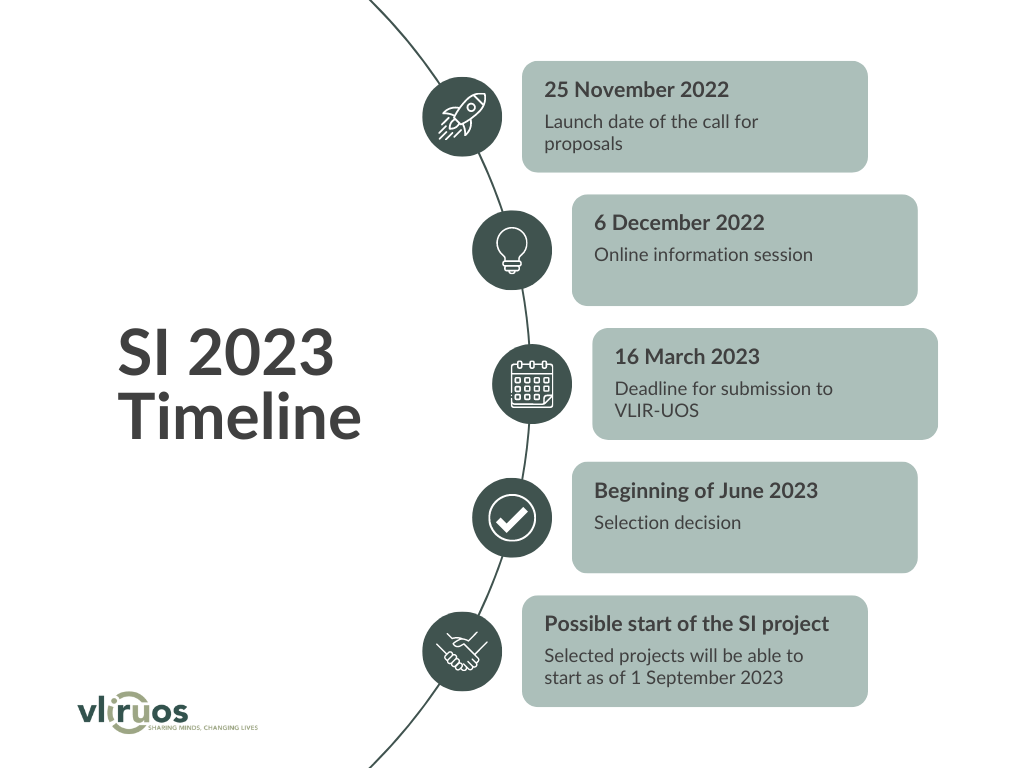 SI 2023
Timeline
25 November 2022
Launch date of the call for
proposals
6 December 2022
Online information session
16 March 2023
Deadline for submission to
VLIR-UOS
Beginning of June 2023
Selection decision
Possible start of the SI project
Selected projects will be able to
start as of 1 September 2023
vliruos
SHARING MINDS, CHANGING LIVES